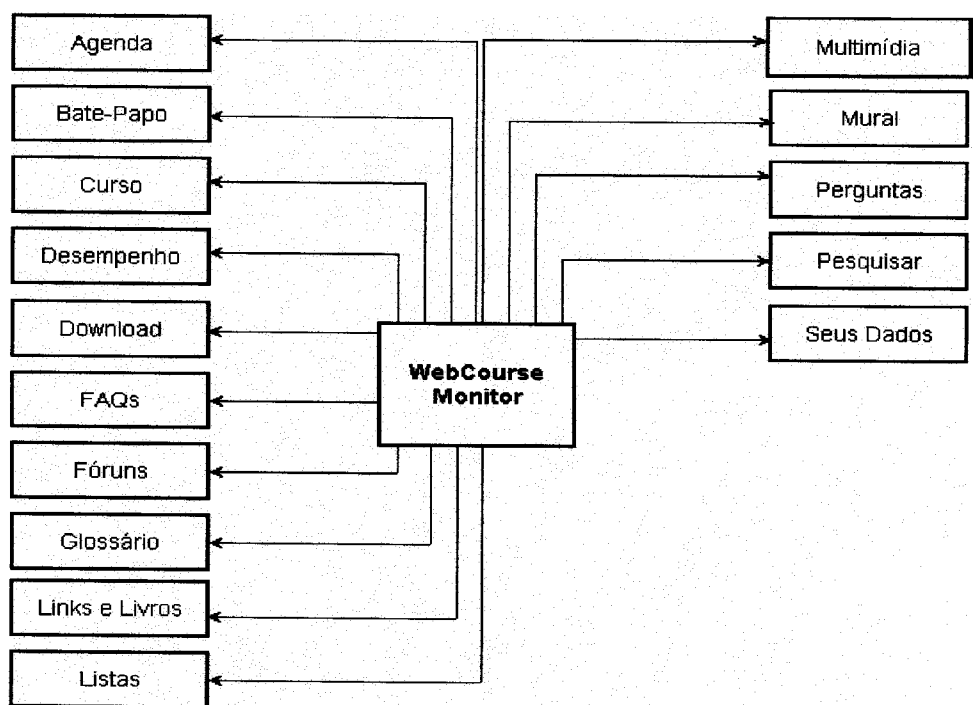 Agenda
Bate-Papo
Curso
Desempenho
Download
FAQs
Fóruns
Glossário
Links e Livros
Listas
WebCourse
Monitor
Multimídia
Mural
Perguntas
Pesquisar
Seus Dados